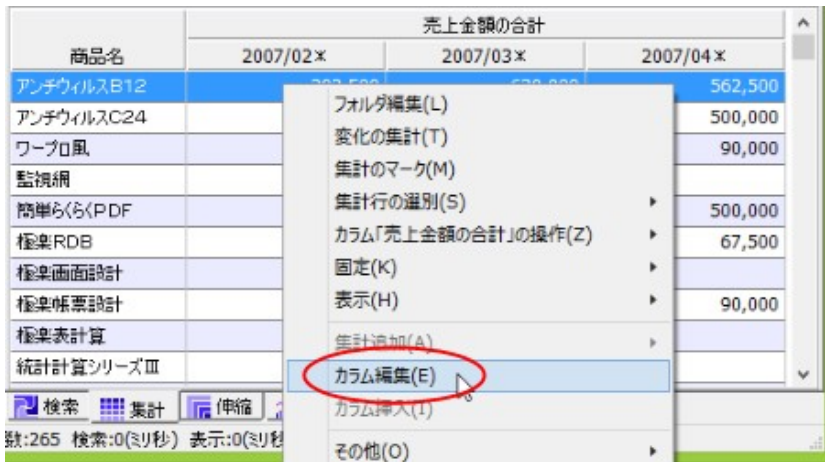 売上金額の合計
商品名 2007/02* 2007/03* 2007/04*
アンチウィルスB12 562,500
アンチウィルスC24 500,000
ワープロ風 90,000
監視網
簡単らくらくPDF 500,000
極楽RDB 67,500
極楽画面設計
極楽帳票設計 90,000
極楽表計算
統計計算シリーズⅢ
フォルダ編集(L)
変化の集計(T)
集計のマーク(M)
集計行の選別(S)
カラム「売上金額の合計」の操作(Z)
固定(K)
表示(H)
集計追加(A)
カラム編集(E)
カラム挿入(I)
その他(O)
検索 集計 伸縮
数:265 検索:0(ミリ秒) 表示:0(ミリ秒